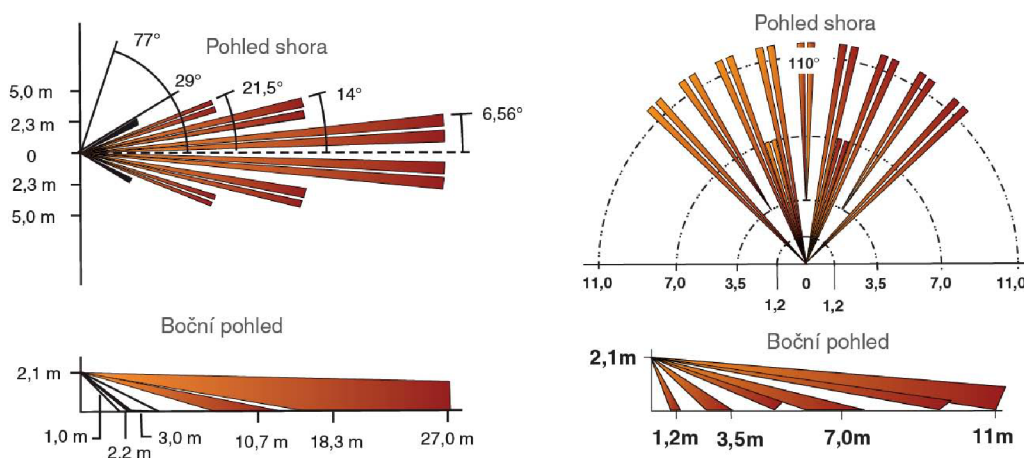 77°
Pohled shora
29°
21,5°
14°
6,56°
5,0 m
2,3 m
0
2,3 m
5,0 m
Boční pohled
2,1 m
1,0 m
2,2 m
3,0 m
10,7 m
18,3 m
27,0 m
Pohled shora
110°
11,0
7,0
3,5
0
3,5
7,0
11,0
1,2
1,2
Boční pohled
2,1m
1,2m
3,5m
7,0m
11m